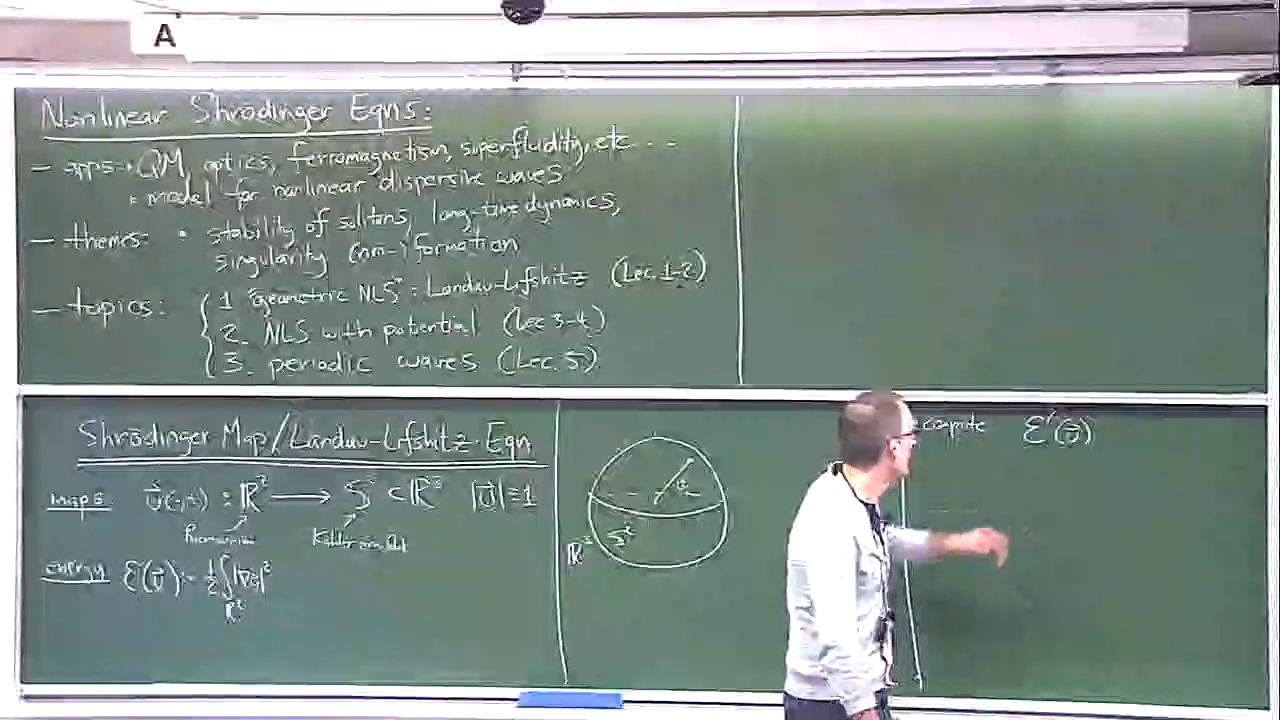 A
Nonlinear Shrödinger Eqns:
— apps → QM, optics, ferromagnetism, superfluidity, etc ....
• model for nonlinear dispersive waves
— themes: • stability of solitons, long-time dynamics,
singularity (non-) formation
— topics: { 1. "geometric NLS": Landau-Lifshitz (Lec. 1-2)
2. NLS with potential (Lec 3-4)
3. periodic waves (Lec. 5)
Shrödinger Map/Landau-Lifshitz Eqn
maps u⃗(·,t) : ℝ² ⟶ S² ⊂ ℝ³ |u⃗| ≡ 1
Riemannian Kähler manifold
energy ℰ(u⃗) = ½ ∫ |∇u⃗|²
ℝ²
u⃗
S²
ℝ³
compute ℰ′(u⃗)